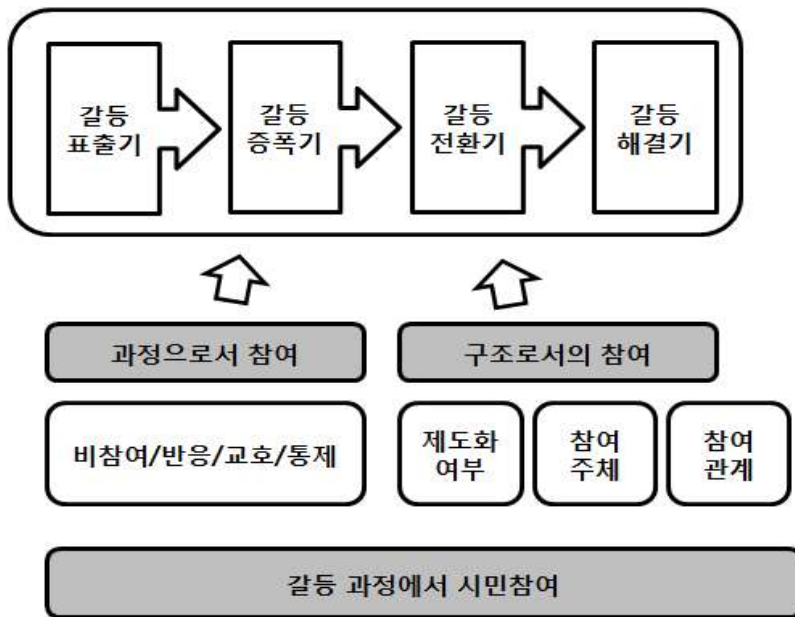 갈등
표출기
갈등
증폭기
갈등
전환기
갈등
해결기
과정으로서 참여
구조로서의 참여
비참여/반응/교호/통제
제도화
여부
참여
주체
참여
관계
갈등 과정에서 시민참여